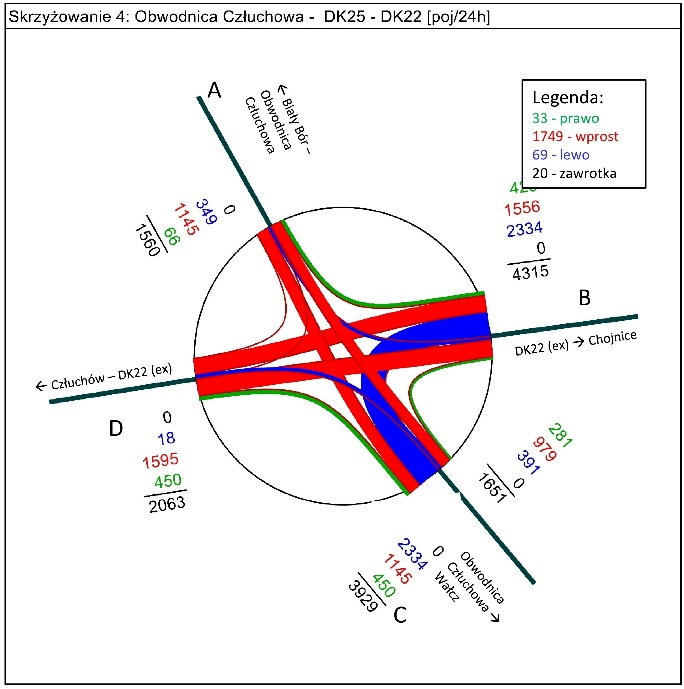 Skrzyżowanie 4: Obwodnica Człuchowa - DK25 - DK22 [poj/24h]
A
← Biały Bór –
Obwodnica
Człuchowa
Legenda:
33 - prawo
1749 - wprost
69 - lewo
20 - zawrotka
0
349
1145
66
1560
1556
2334
0
4315
B
DK22 (ex) → Chojnice
← Człuchów – DK22 (ex)
D
0
18
1595
450
2063
281
979
391
0
1651
2334
1145
450
3929
0
C
Obwodnica
Człuchowa →
Wałcz